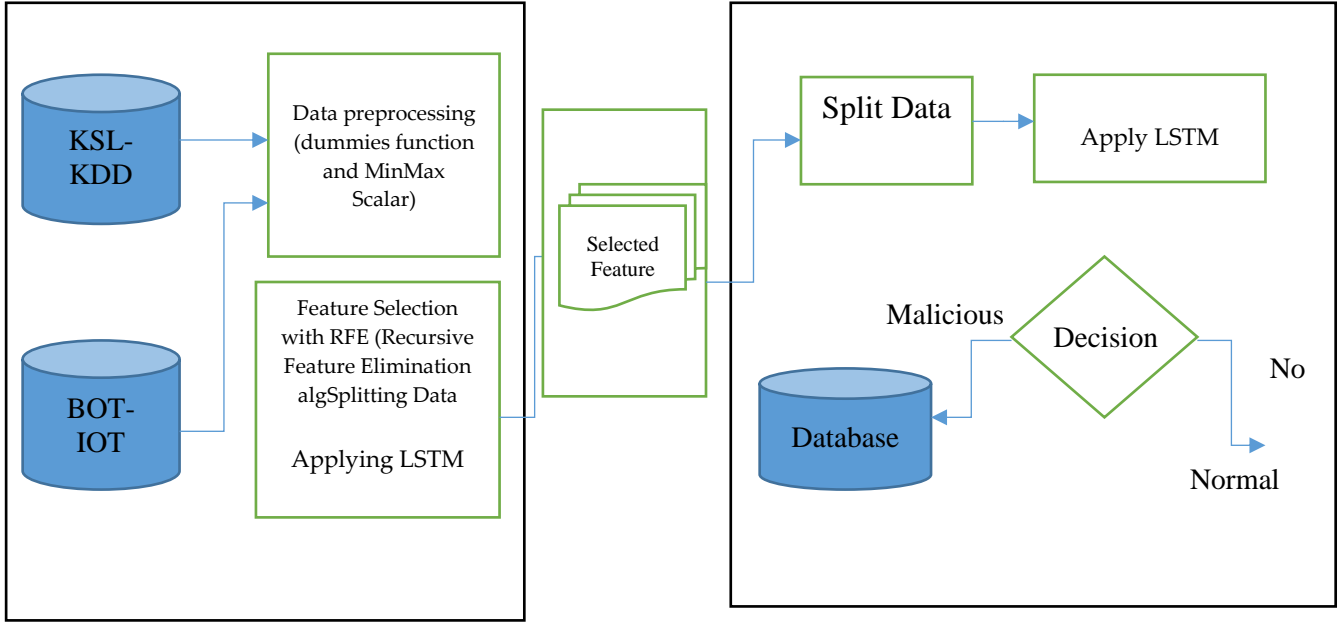 KSL-
KDD
Data preprocessing
(dummies function
and MinMax
Scalar)
BOT-
IOT
Feature Selection
with RFE (Recursive
Feature Elimination
algSplitting Data
Applying LSTM
Selected
Feature
Split Data
Apply LSTM
Malicious
Decision
No
Database
Normal